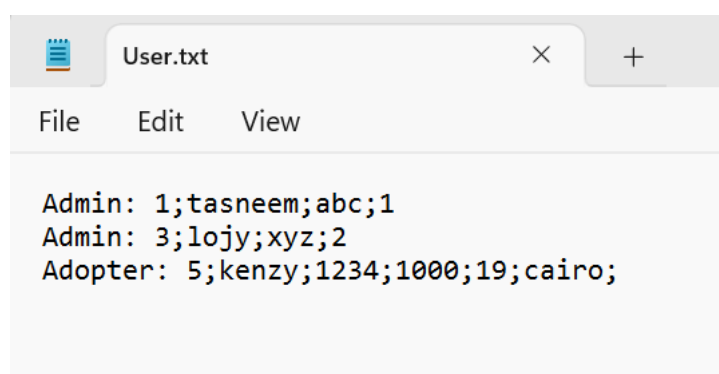 User.txt
File Edit View
Admin: 1;tasneem;abc;1
Admin: 3;lojy;xyz;2
Adopter: 5;kenzy;1234;1000;19;cairo;